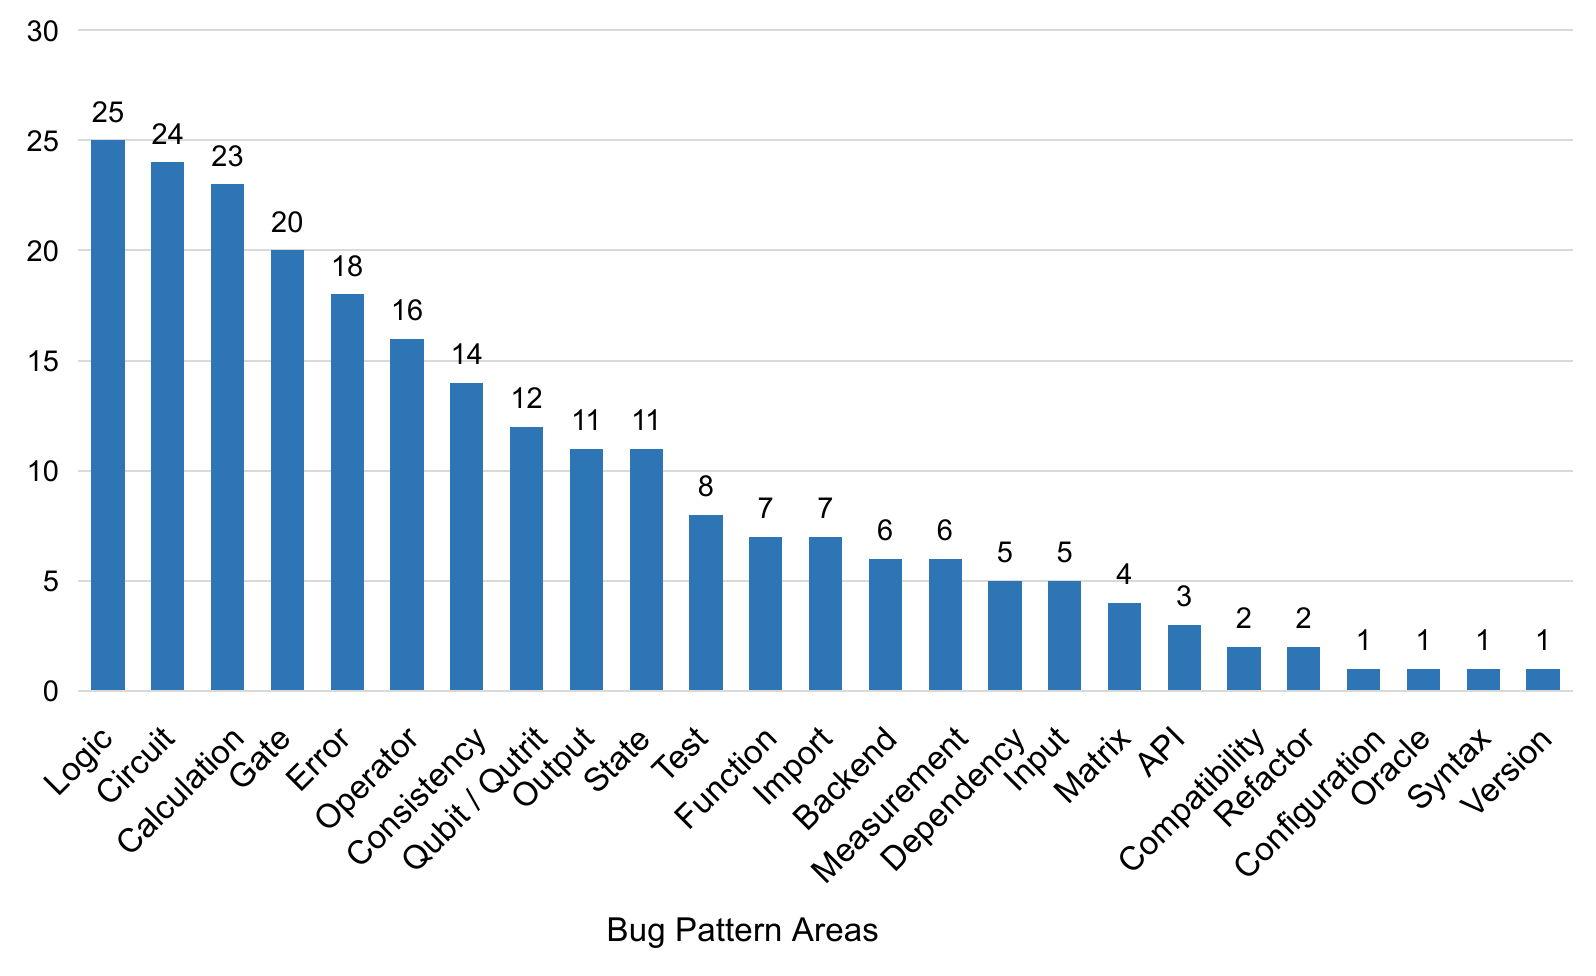 30
25
20
15
10
5
0
25
24
23
20
18
16
14
12
11
11
8
7
7
6
6
5
5
4
3
2
2
1
1
1
1
Logic
Circuit
Calculation
Gate
Error
Operator
Consistency
Qubit / Qutrit
Output
State
Test
Function
Import
Backend
Measurement
Dependency
Input
Matrix
API
Compatibility
Refactor
Configuration
Oracle
Syntax
Version
Bug Pattern Areas